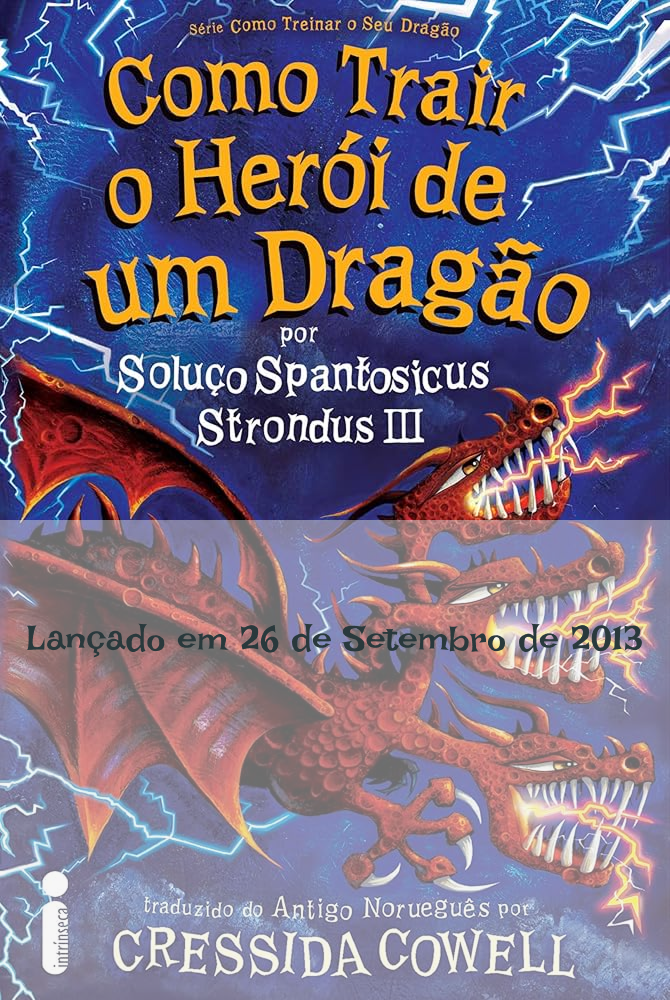 Série Como Treinar o Seu Dragão
Como Trair
o Herói de
um Dragão
por
Soluço Spantosicus
Strondus III
Lançado em 26 de Setembro de 2013
traduzido do Antigo Norueguês por
CRESSIDA COWELL
intrínseca